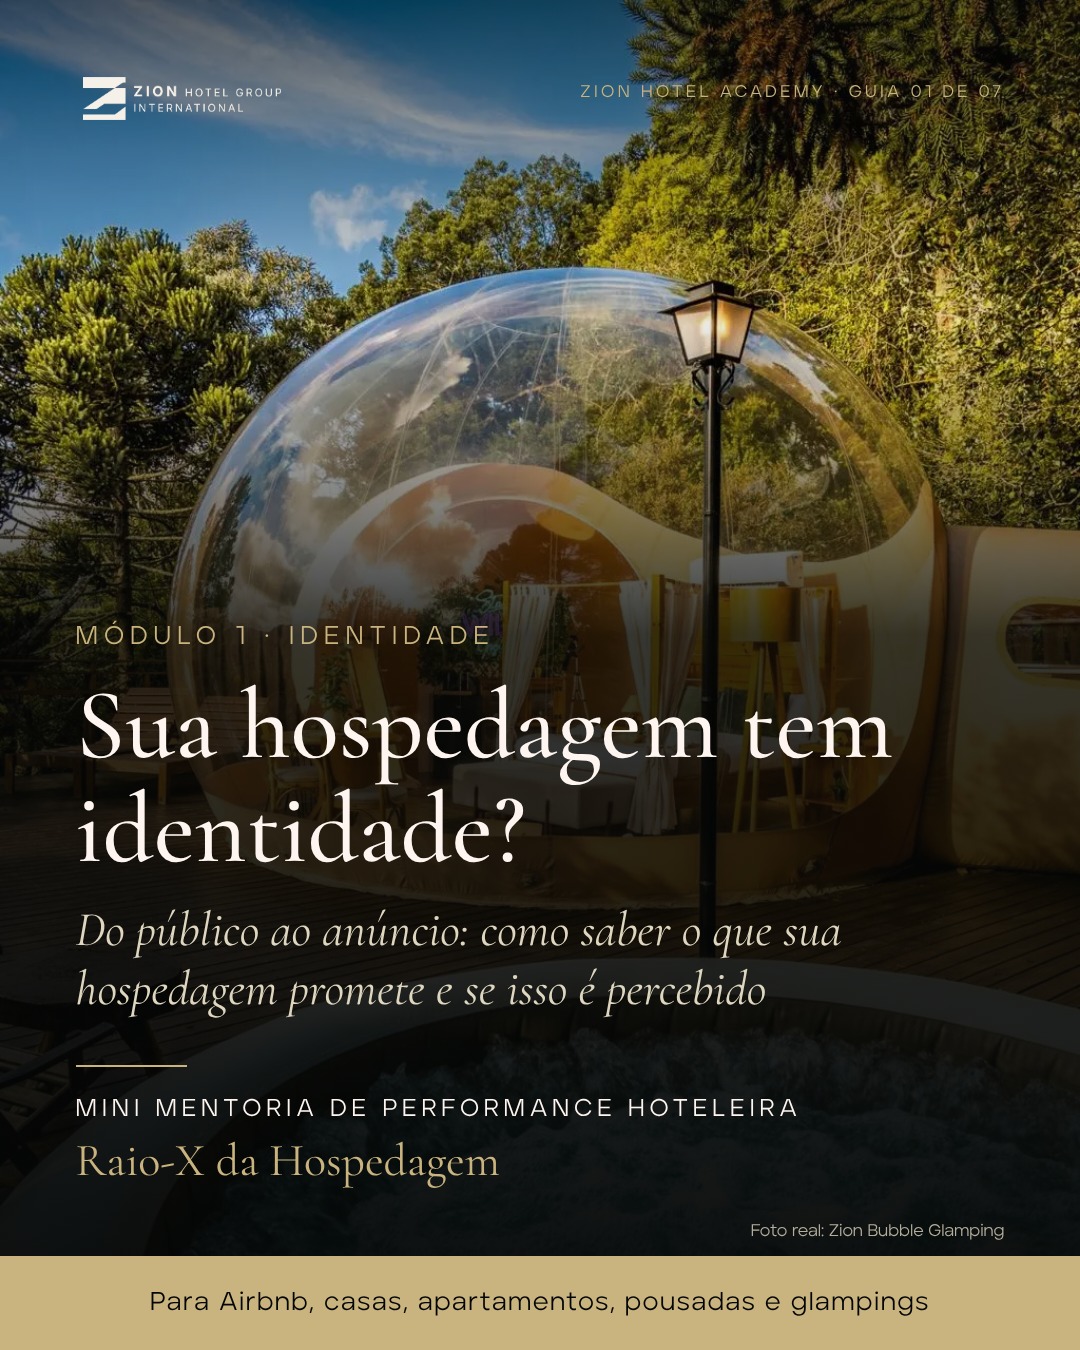 ZION HOTEL GROUP
INTERNATIONAL
ZION HOTEL ACADEMY · GUIA 01 DE 07
MÓDULO 1 · IDENTIDADE
Sua hospedagem tem
identidade?
Do público ao anúncio: como saber o que sua
hospedagem promete e se isso é percebido
MINI MENTORIA DE PERFORMANCE HOTELEIRA
Raio-X da Hospedagem
Foto real: Zion Bubble Glamping
Para Airbnb, casas, apartamentos, pousadas e glampings